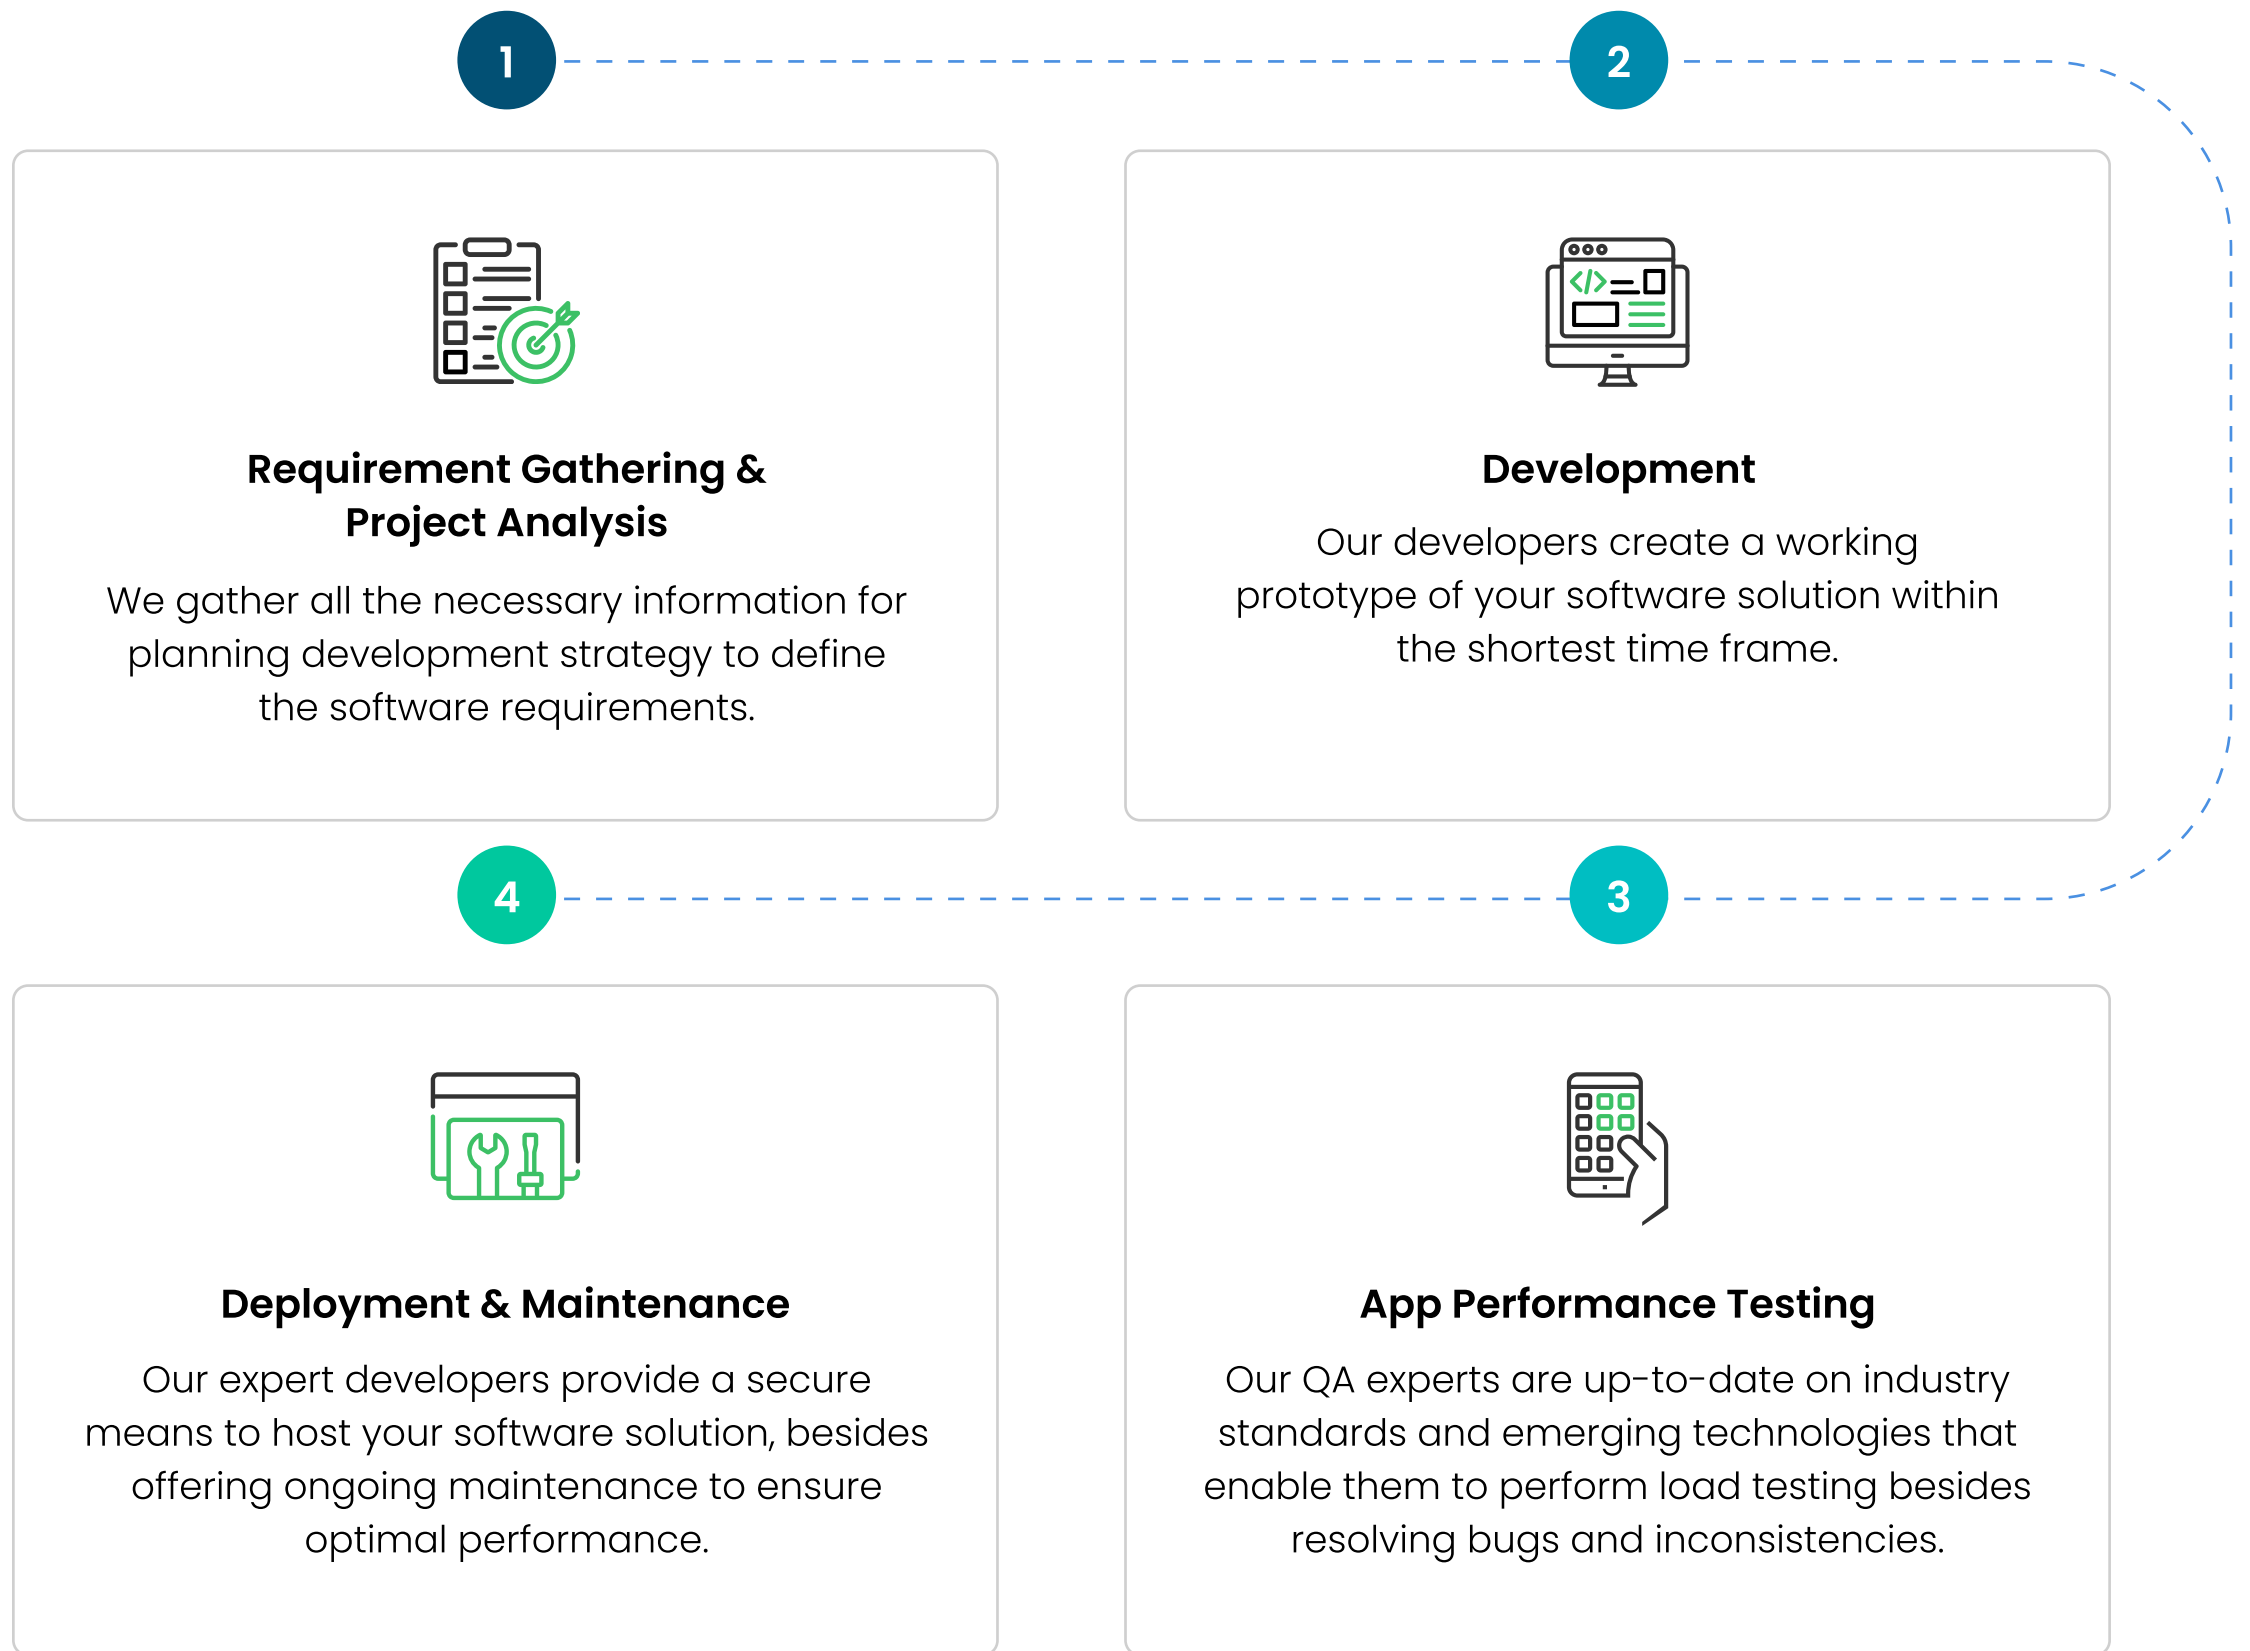 1
Requirement Gathering &
Project Analysis
We gather all the necessary information for
planning development strategy to define
the software requirements.
2
Development
Our developers create a working
prototype of your software solution within
the shortest time frame.
3
App Performance Testing
Our QA experts are up-to-date on industry
standards and emerging technologies that
enable them to perform load testing besides
resolving bugs and inconsistencies.
4
Deployment & Maintenance
Our expert developers provide a secure
means to host your software solution, besides
offering ongoing maintenance to ensure
optimal performance.